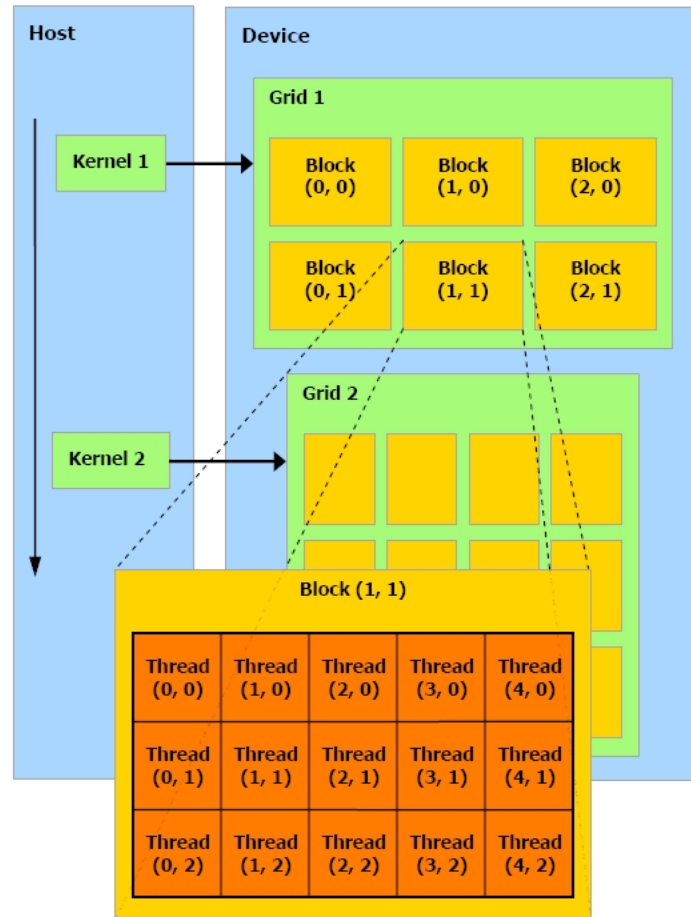 Host
Device
Grid 1
Kernel 1
Block
(0, 0)
Block
(1, 0)
Block
(2, 0)
Block
(0, 1)
Block
(1, 1)
Block
(2, 1)
Grid 2
Kernel 2
Block (1, 1)
Thread
(0, 0)
Thread
(1, 0)
Thread
(2, 0)
Thread
(3, 0)
Thread
(4, 0)
Thread
(0, 1)
Thread
(1, 1)
Thread
(2, 1)
Thread
(3, 1)
Thread
(4, 1)
Thread
(0, 2)
Thread
(1, 2)
Thread
(2, 2)
Thread
(3, 2)
Thread
(4, 2)